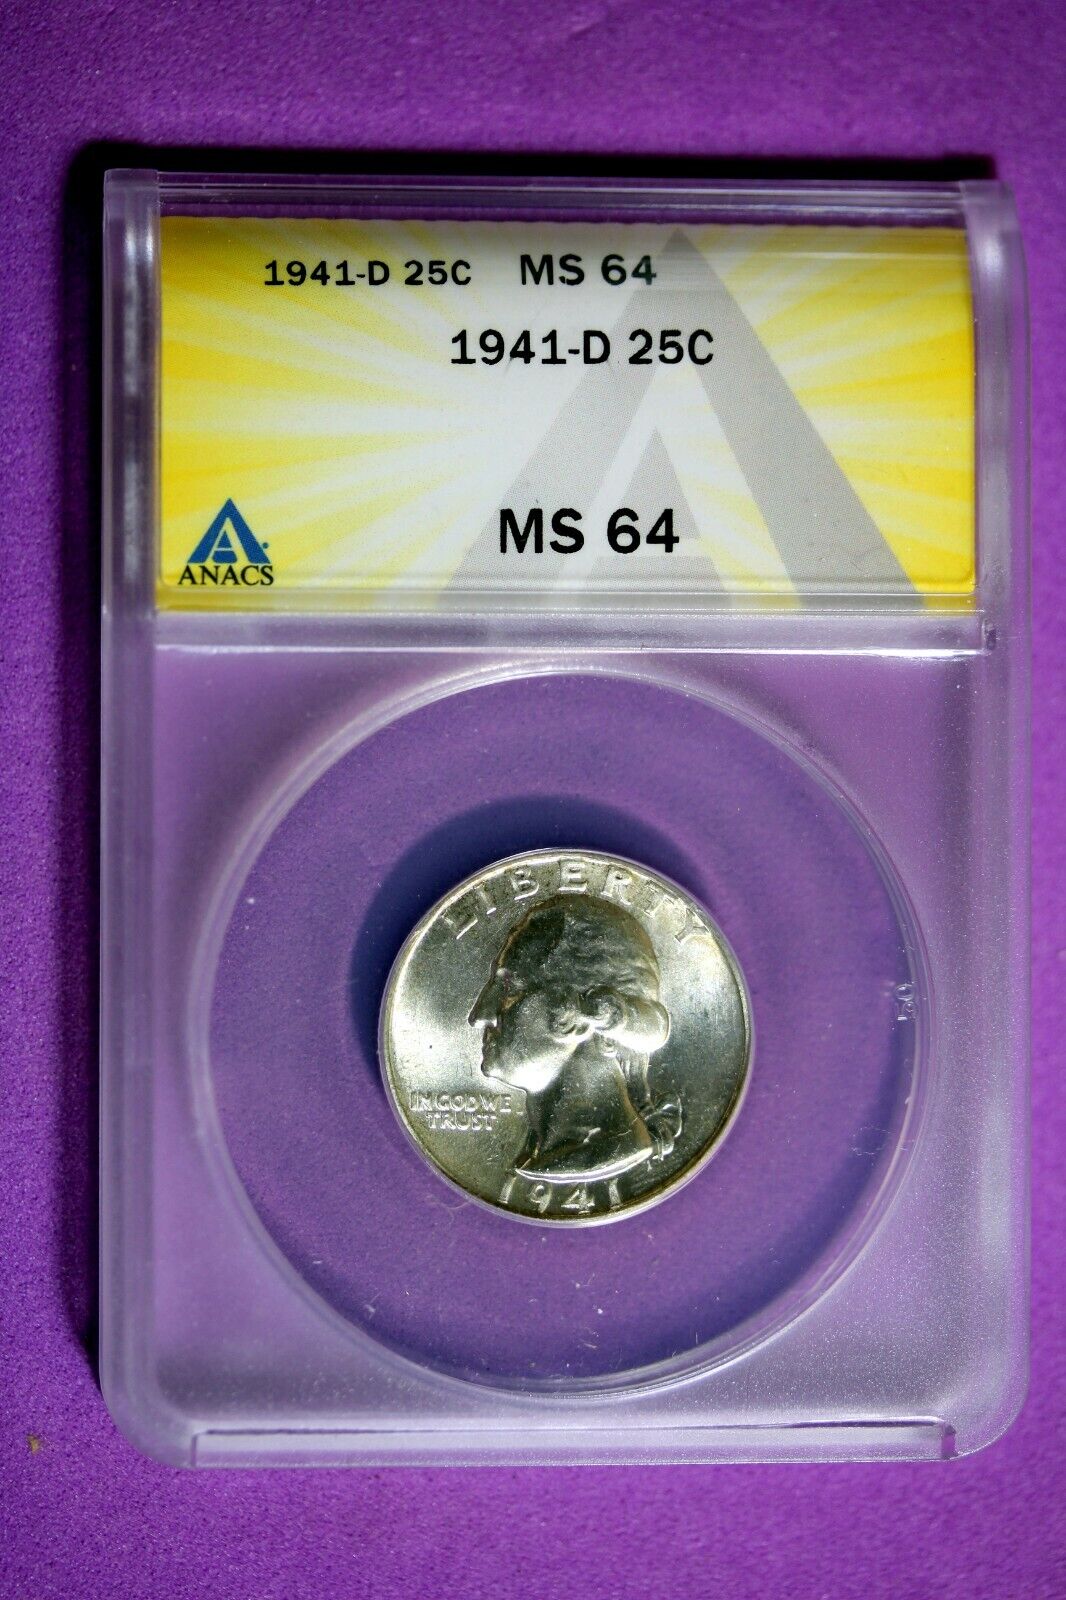 1941-D 25C MS 64
1941-D 25C
MS 64
ANACS
LIBERTY
IN GOD WE
TRUST
1941